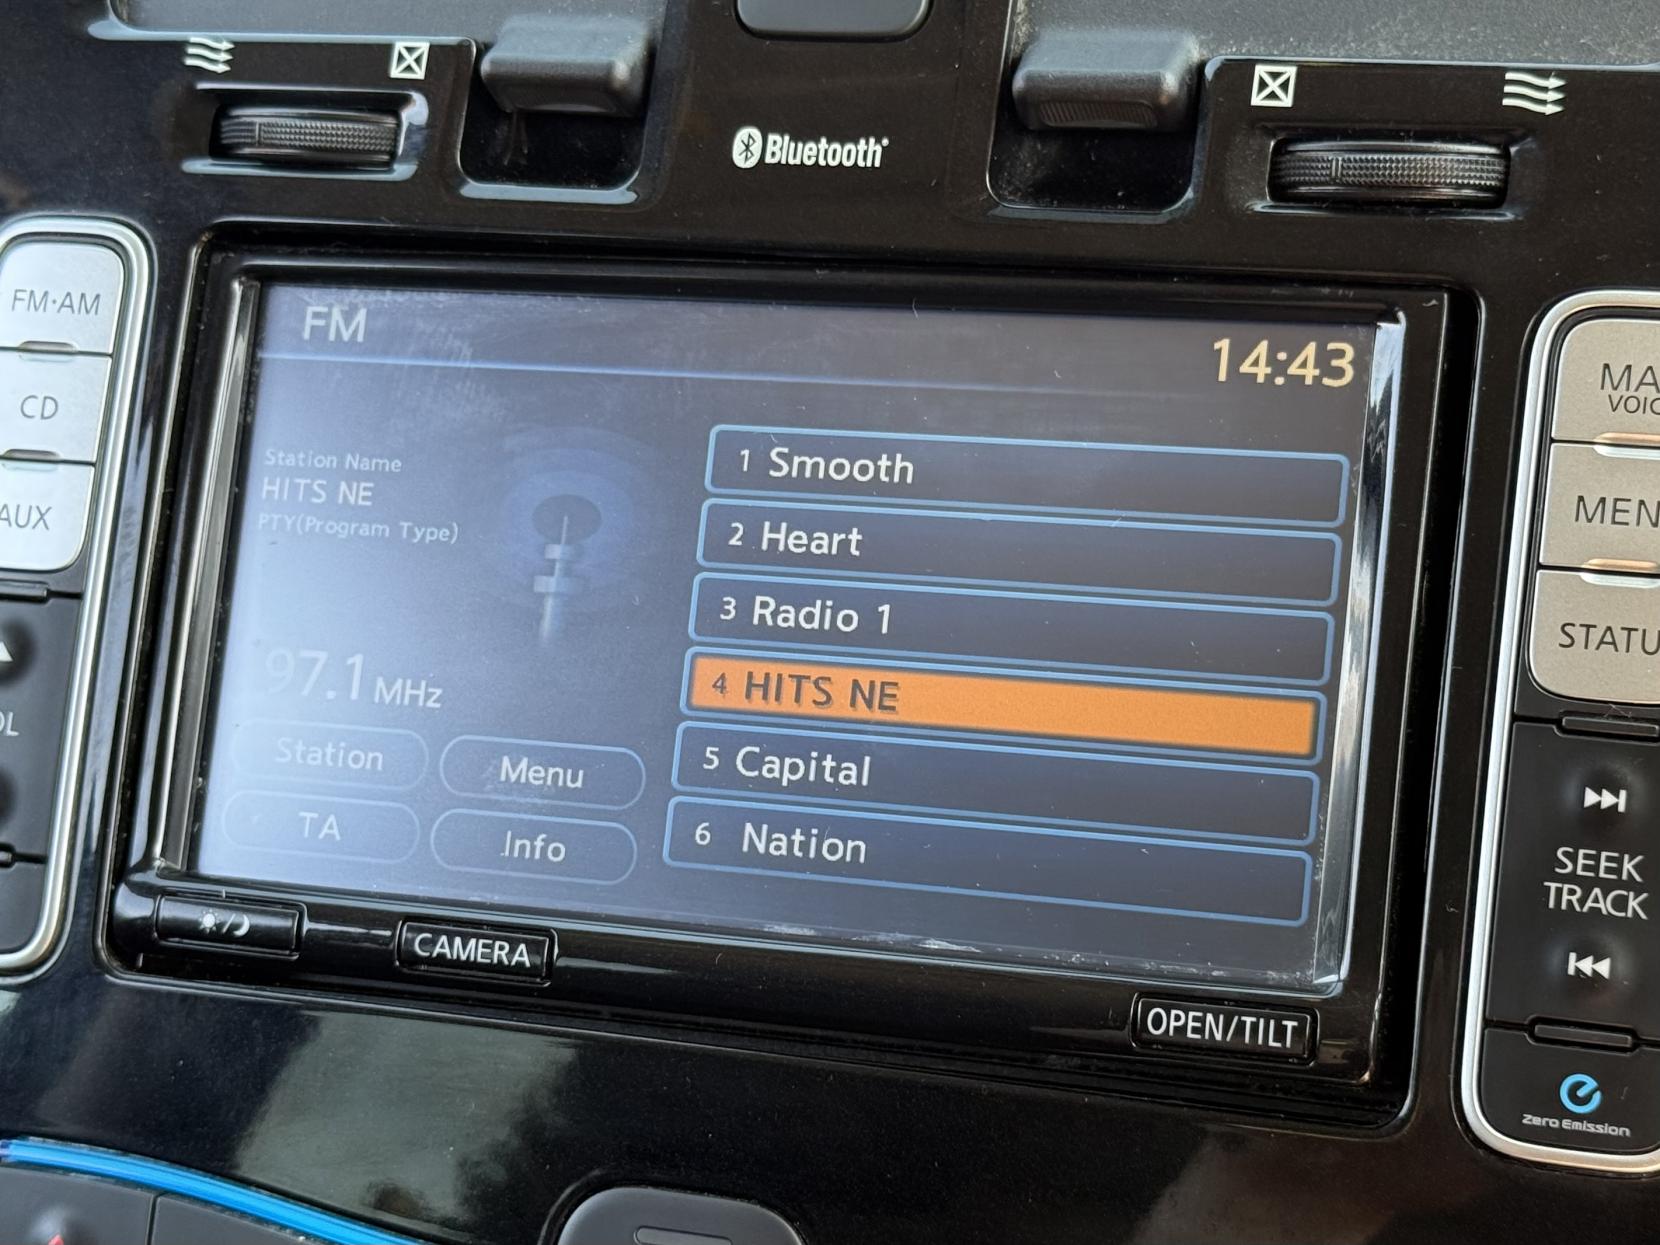 Bluetooth
FM·AM
CD
AUX
FM
14:43
Station Name
HITS NE
PTY(Program Type)
97.1 MHz
Station
Menu
TA
Info
1 Smooth
2 Heart
3 Radio 1
4 HITS NE
5 Capital
6 Nation
CAMERA
OPEN/TILT
SEEK
TRACK
Zero Emission